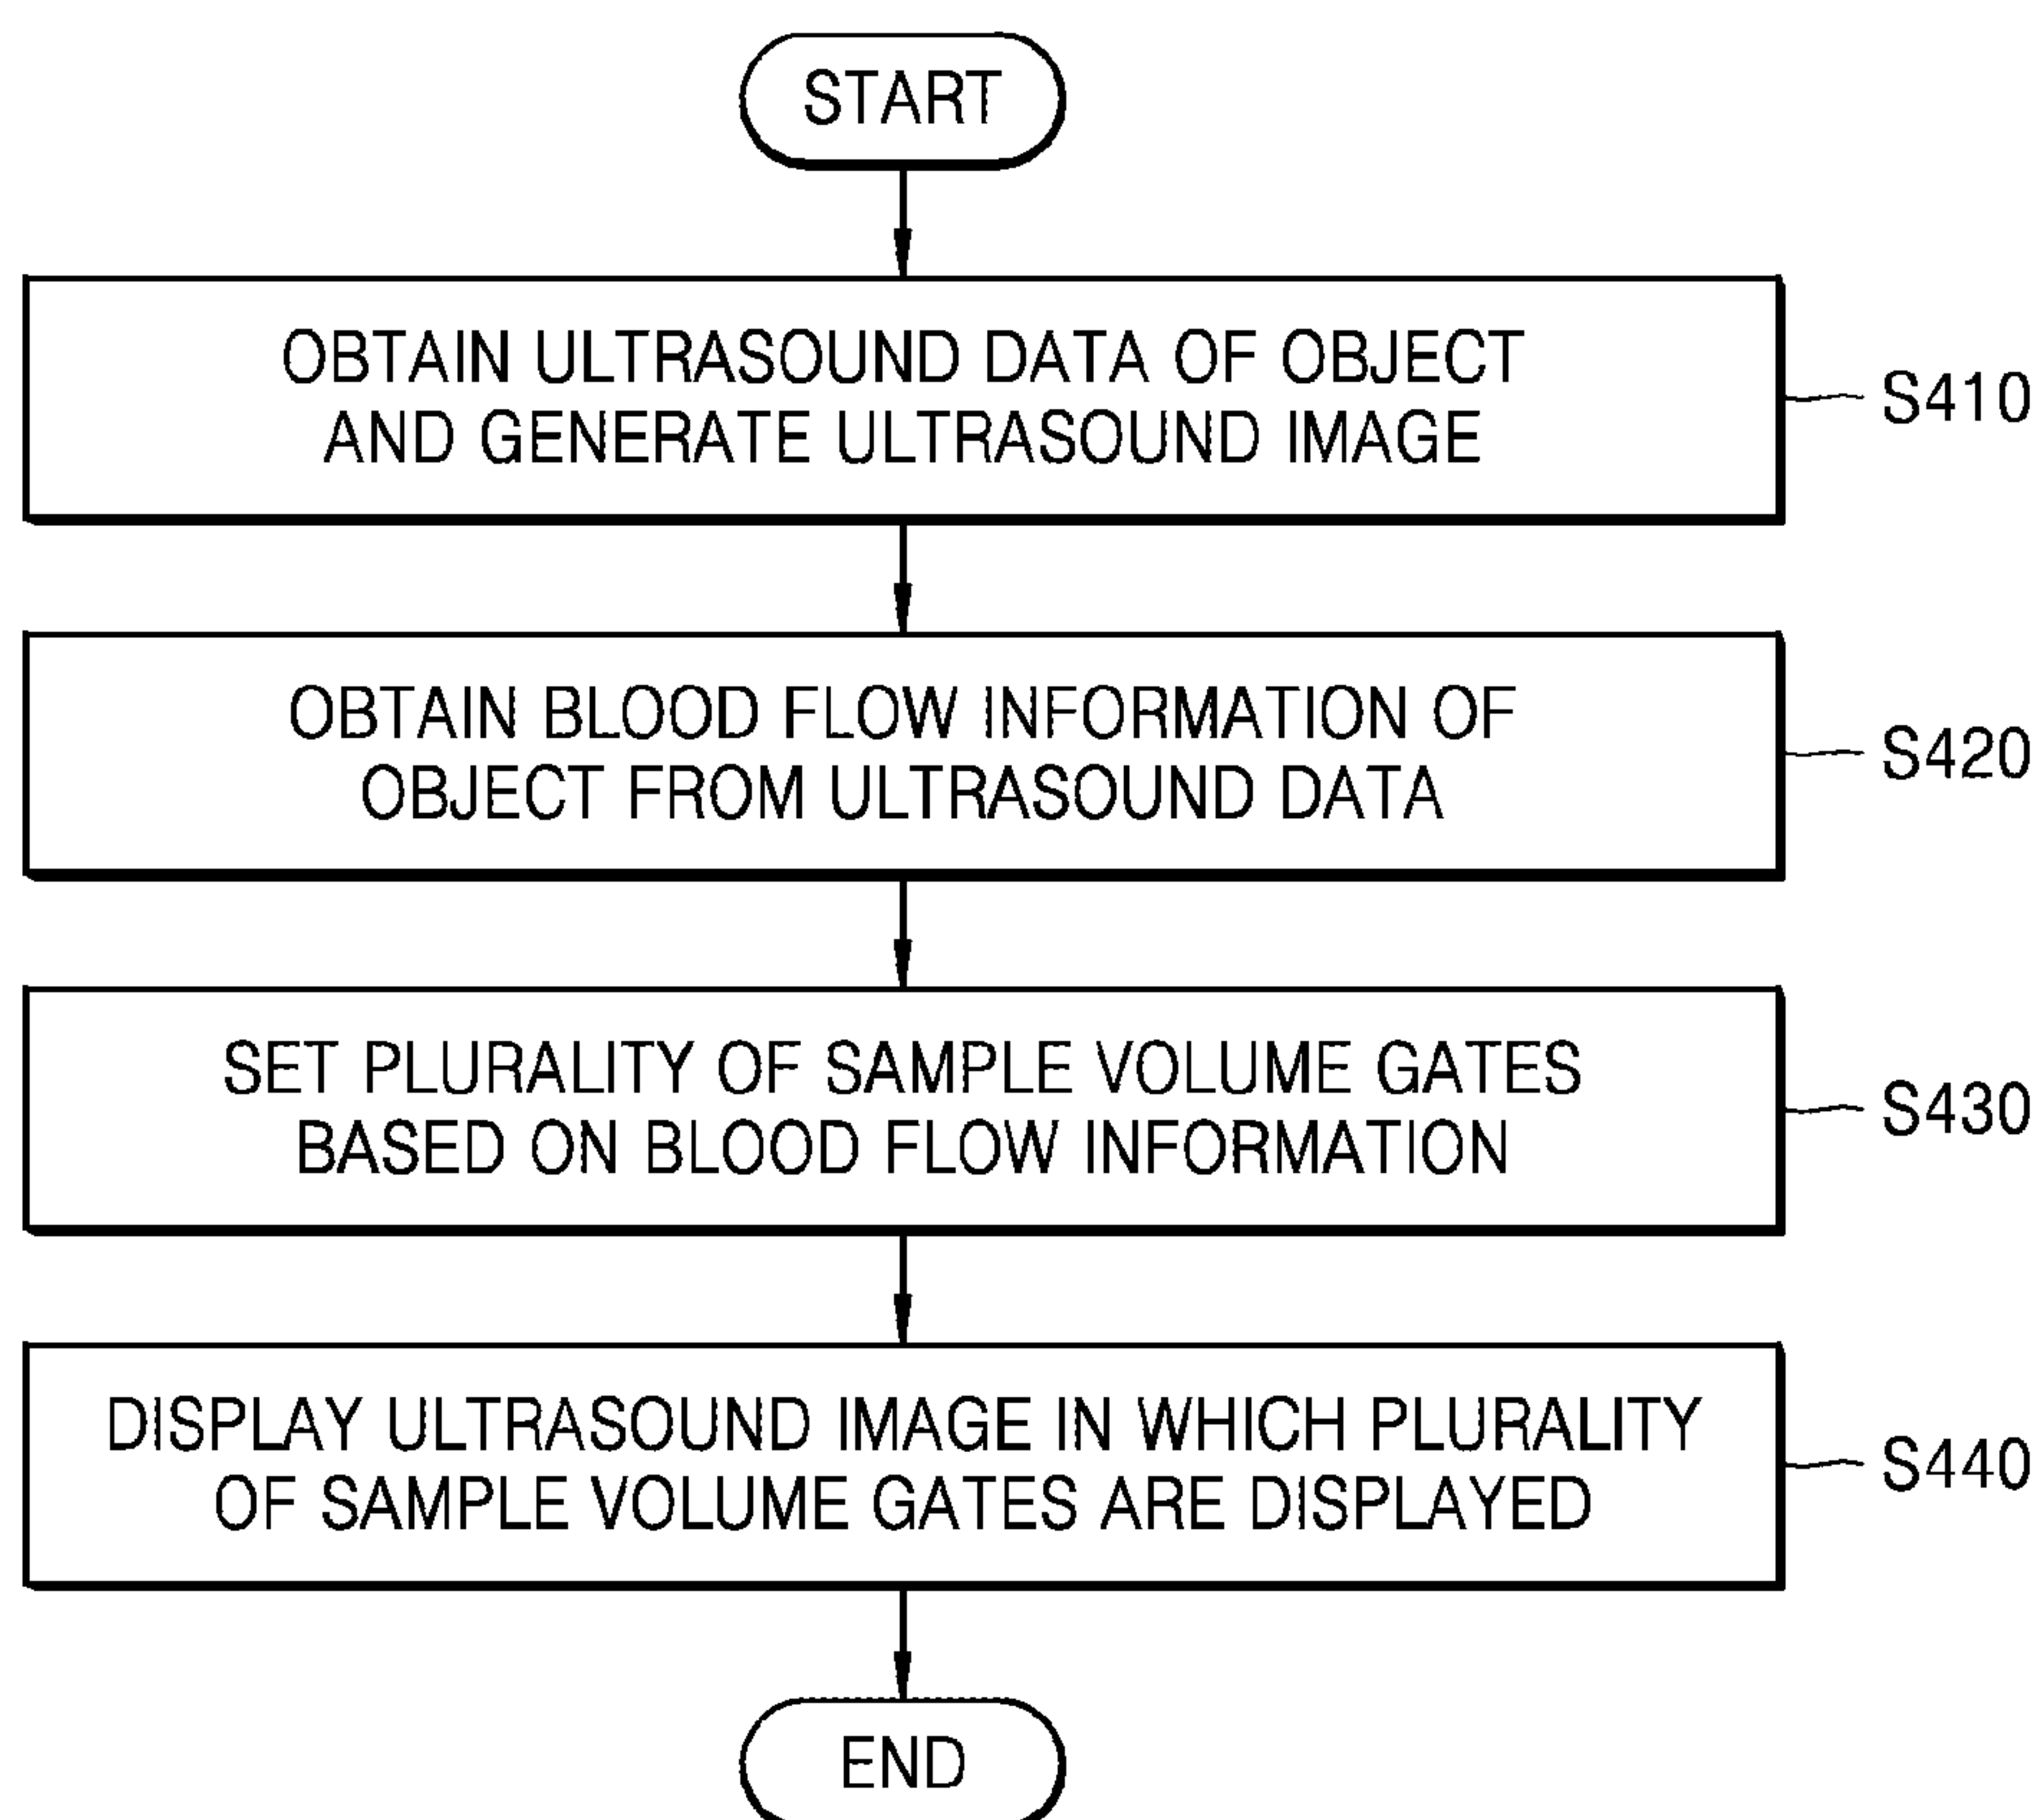 START
OBTAIN ULTRASOUND DATA OF OBJECT
AND GENERATE ULTRASOUND IMAGE
S410
OBTAIN BLOOD FLOW INFORMATION OF
OBJECT FROM ULTRASOUND DATA
S420
SET PLURALITY OF SAMPLE VOLUME GATES
BASED ON BLOOD FLOW INFORMATION
S430
DISPLAY ULTRASOUND IMAGE IN WHICH PLURALITY
OF SAMPLE VOLUME GATES ARE DISPLAYED
S440
END